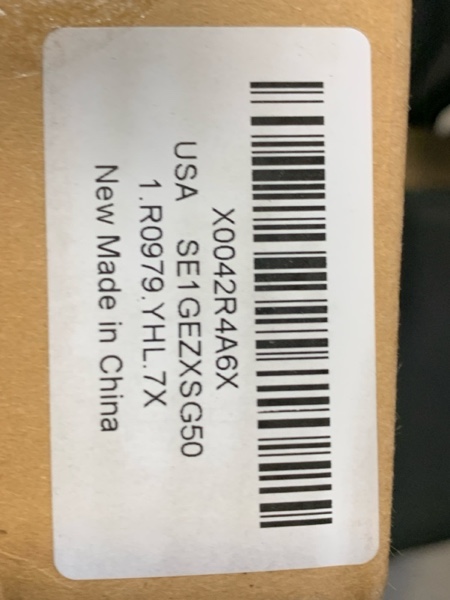 X0042R4A6X
USA SE1GEZXSG50
1.R0979.YHL.7X
New Made in China